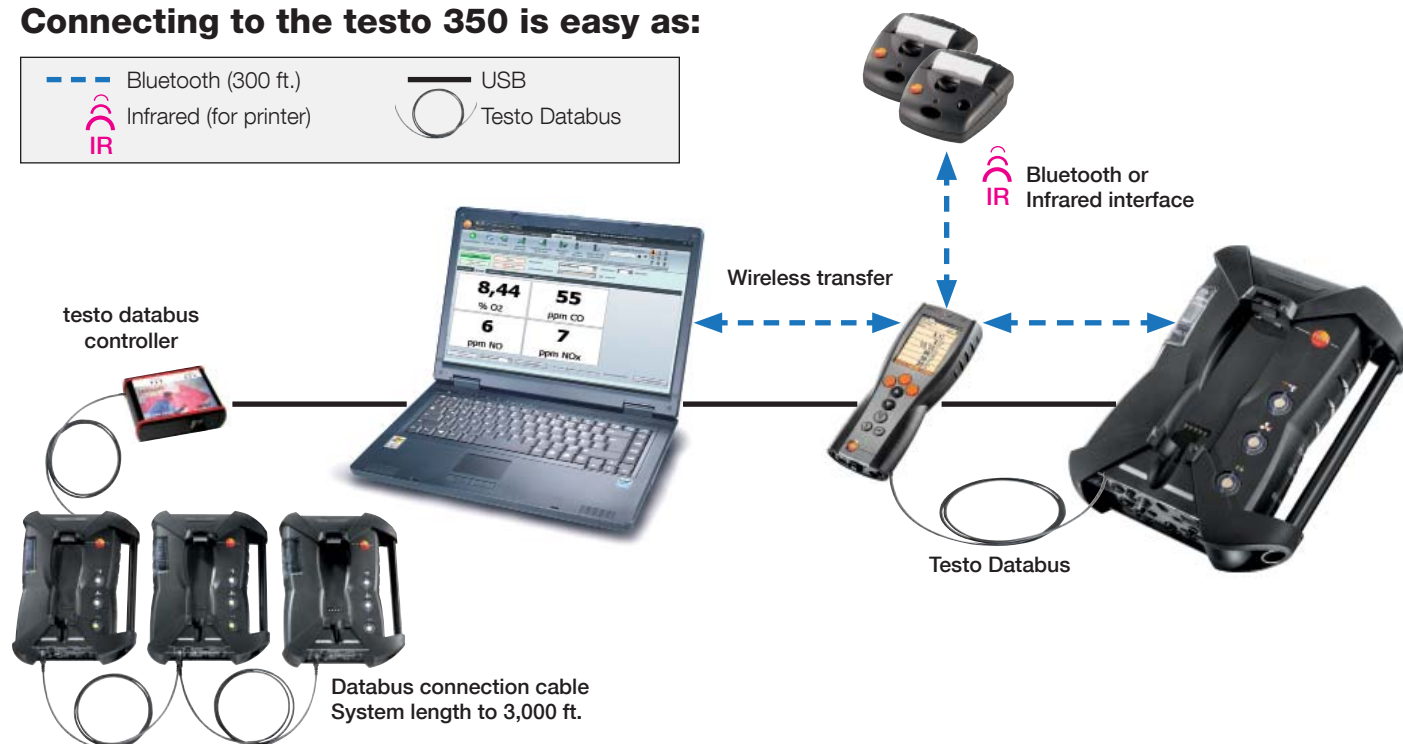 Connecting to the testo 350 is easy as:
Bluetooth (300 ft.)
USB
Infrared (for printer)
IR
Testo Databus
IR
Bluetooth or
Infrared interface
Wireless transfer
testo databus
controller
8,44
% O2
55
ppm CO
6
ppm NO
7
ppm NOx
Testo Databus
Databus connection cable
System length to 3,000 ft.